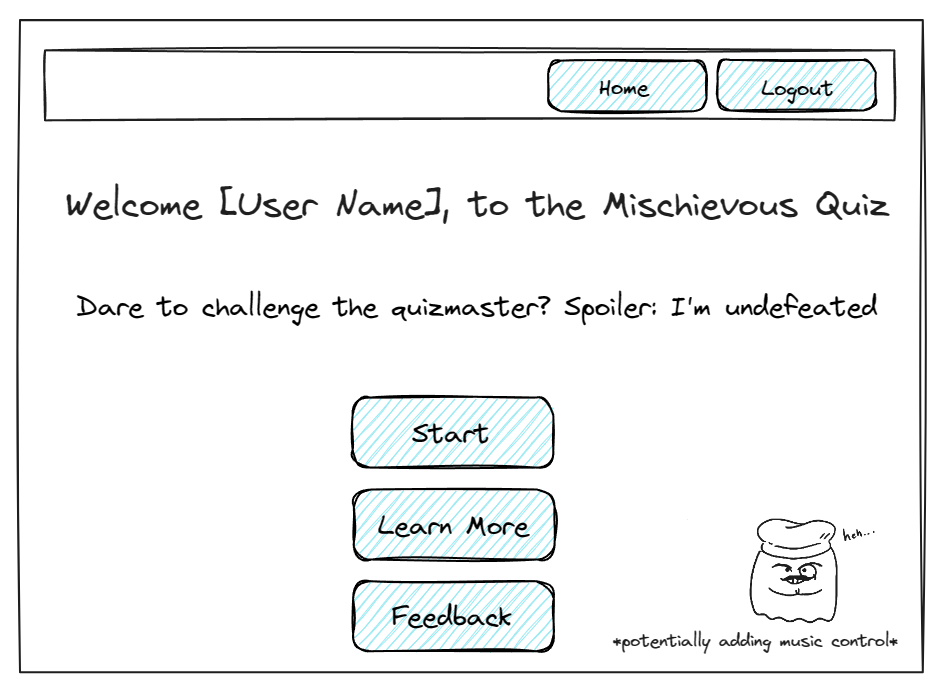 Home
Logout
Welcome [User Name], to the Mischievous Quiz
Dare to challenge the quizmaster? Spoiler: I'm undefeated
Start
Learn More
heh...
Feedback
*potentially adding music control*